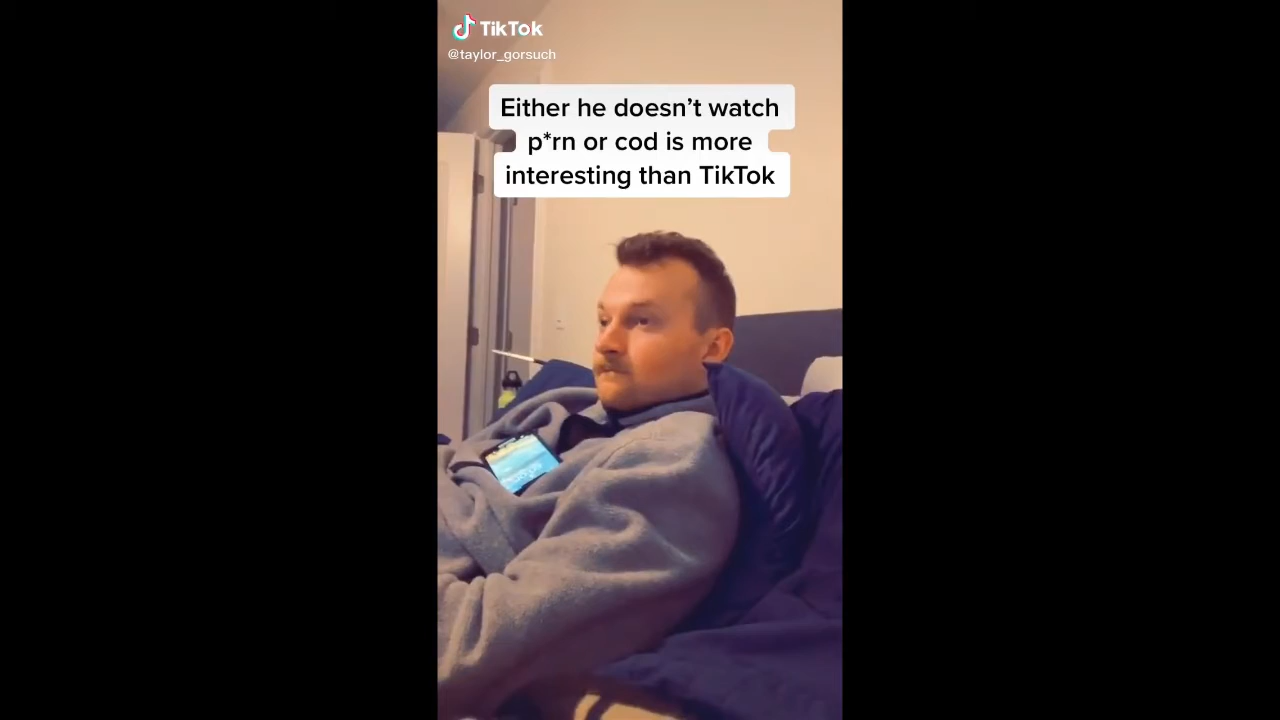 TikTok
@taylor_gorsuch
Either he doesn’t watch
p*rn or cod is more
interesting than TikTok